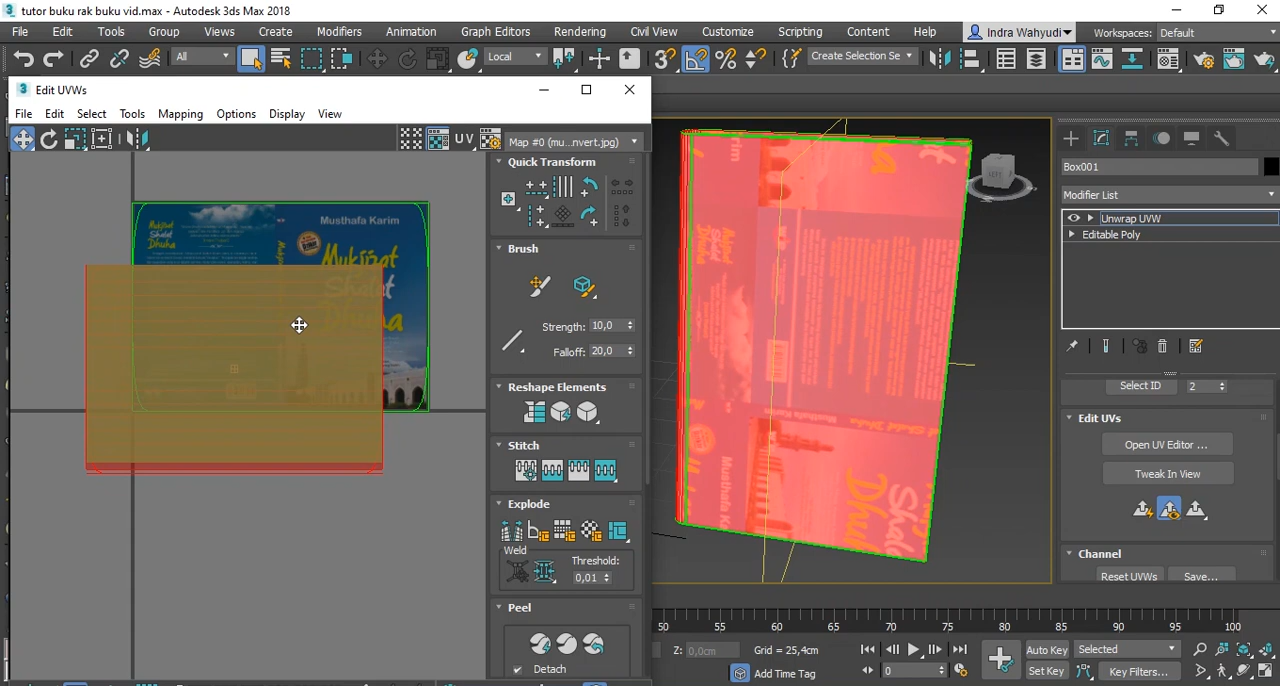 tutor buku rak buku vid.max - Autodesk 3ds Max 2018
File Edit Tools Group Views Create Modifiers Animation Graph Editors Rendering Civil View Customize Scripting Content Help Indra Wahyudi Workspaces: Default
All Local Create Selection Se
Edit UVWs
File Edit Select Tools Mapping Options Display View
UV Map #0 (mu...nvert.jpg)
Quick Transform
Brush
Strength: 10,0
Falloff: 20,0
Reshape Elements
Stitch
Explode
Weld
Threshold:
0,01
Peel
Detach
Musthafa Karim
Mukjizat
Shalat
Dhuha
Mukjizat
Shalat
Dhuha
Box001
Modifier List
Unwrap UVW
Editable Poly
Select ID 2
Edit UVs
Open UV Editor ...
Tweak In View
Channel
Reset UVWs Save...
50 55 60 65 70 75 80 85 90 95 100
Z: 0,0cm Grid = 25,4cm
Add Time Tag
0
Auto Key Selected
Set Key Key Filters...